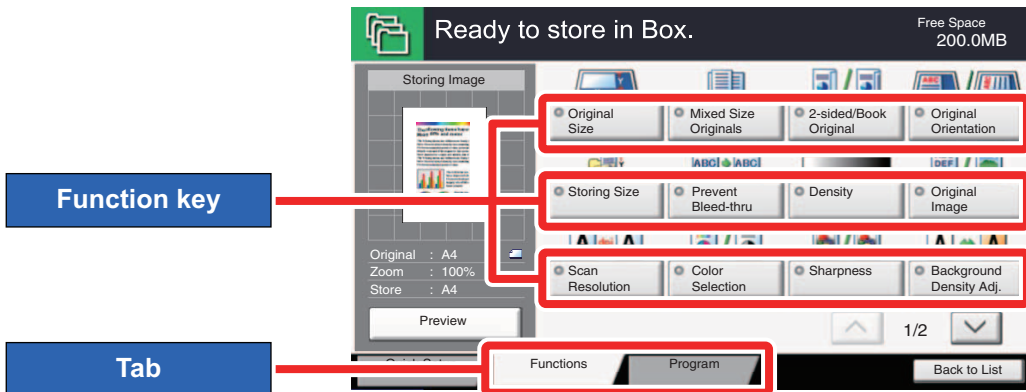 Ready to store in Box.
Free Space
200.0MB
Storing Image
Original
Size
Mixed Size
Originals
2-sided/Book
Original
Original
Orientation
ABC
Function key
Storing Size
Prevent
Bleed-thru
Density
Original
Image
Original : A4
Zoom : 100%
Store : A4
Scan
Resolution
Color
Selection
Sharpness
Background
Density Adj.
Preview
1/2
Tab
Functions
Program
Back to List